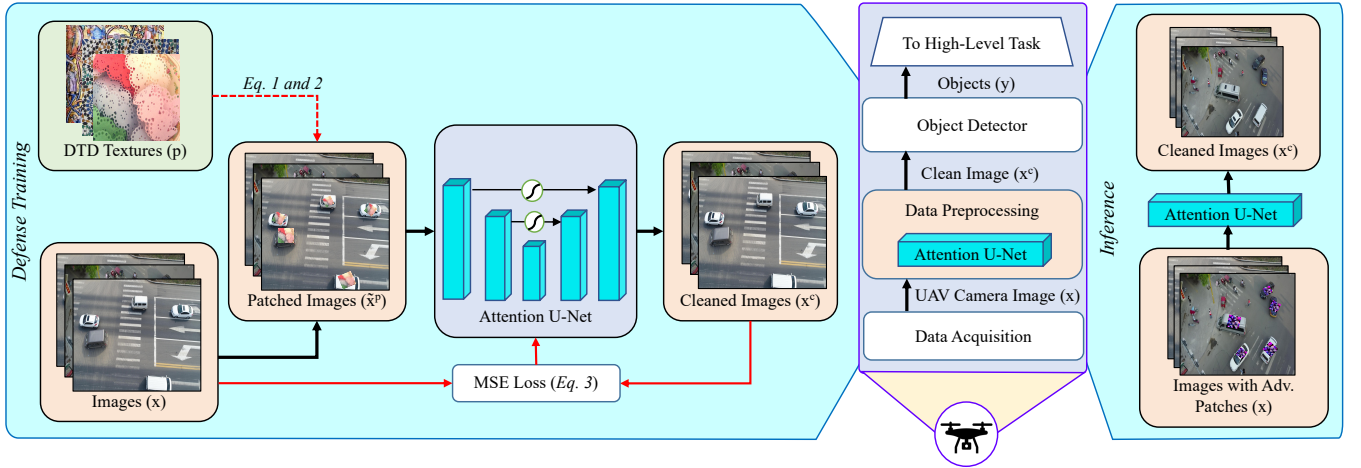 Defense Training
DTD Textures (p)
Eq. 1 and 2
Images (x)
Patched Images (x̃ᵖ)
Attention U-Net
Cleaned Images (xᶜ)
MSE Loss (Eq. 3)
To High-Level Task
Objects (y)
Object Detector
Clean Image (xᶜ)
Data Preprocessing
Attention U-Net
UAV Camera Image (x)
Data Acquisition
Inference
Cleaned Images (xᶜ)
Attention U-Net
Images with Adv.
Patches (x)